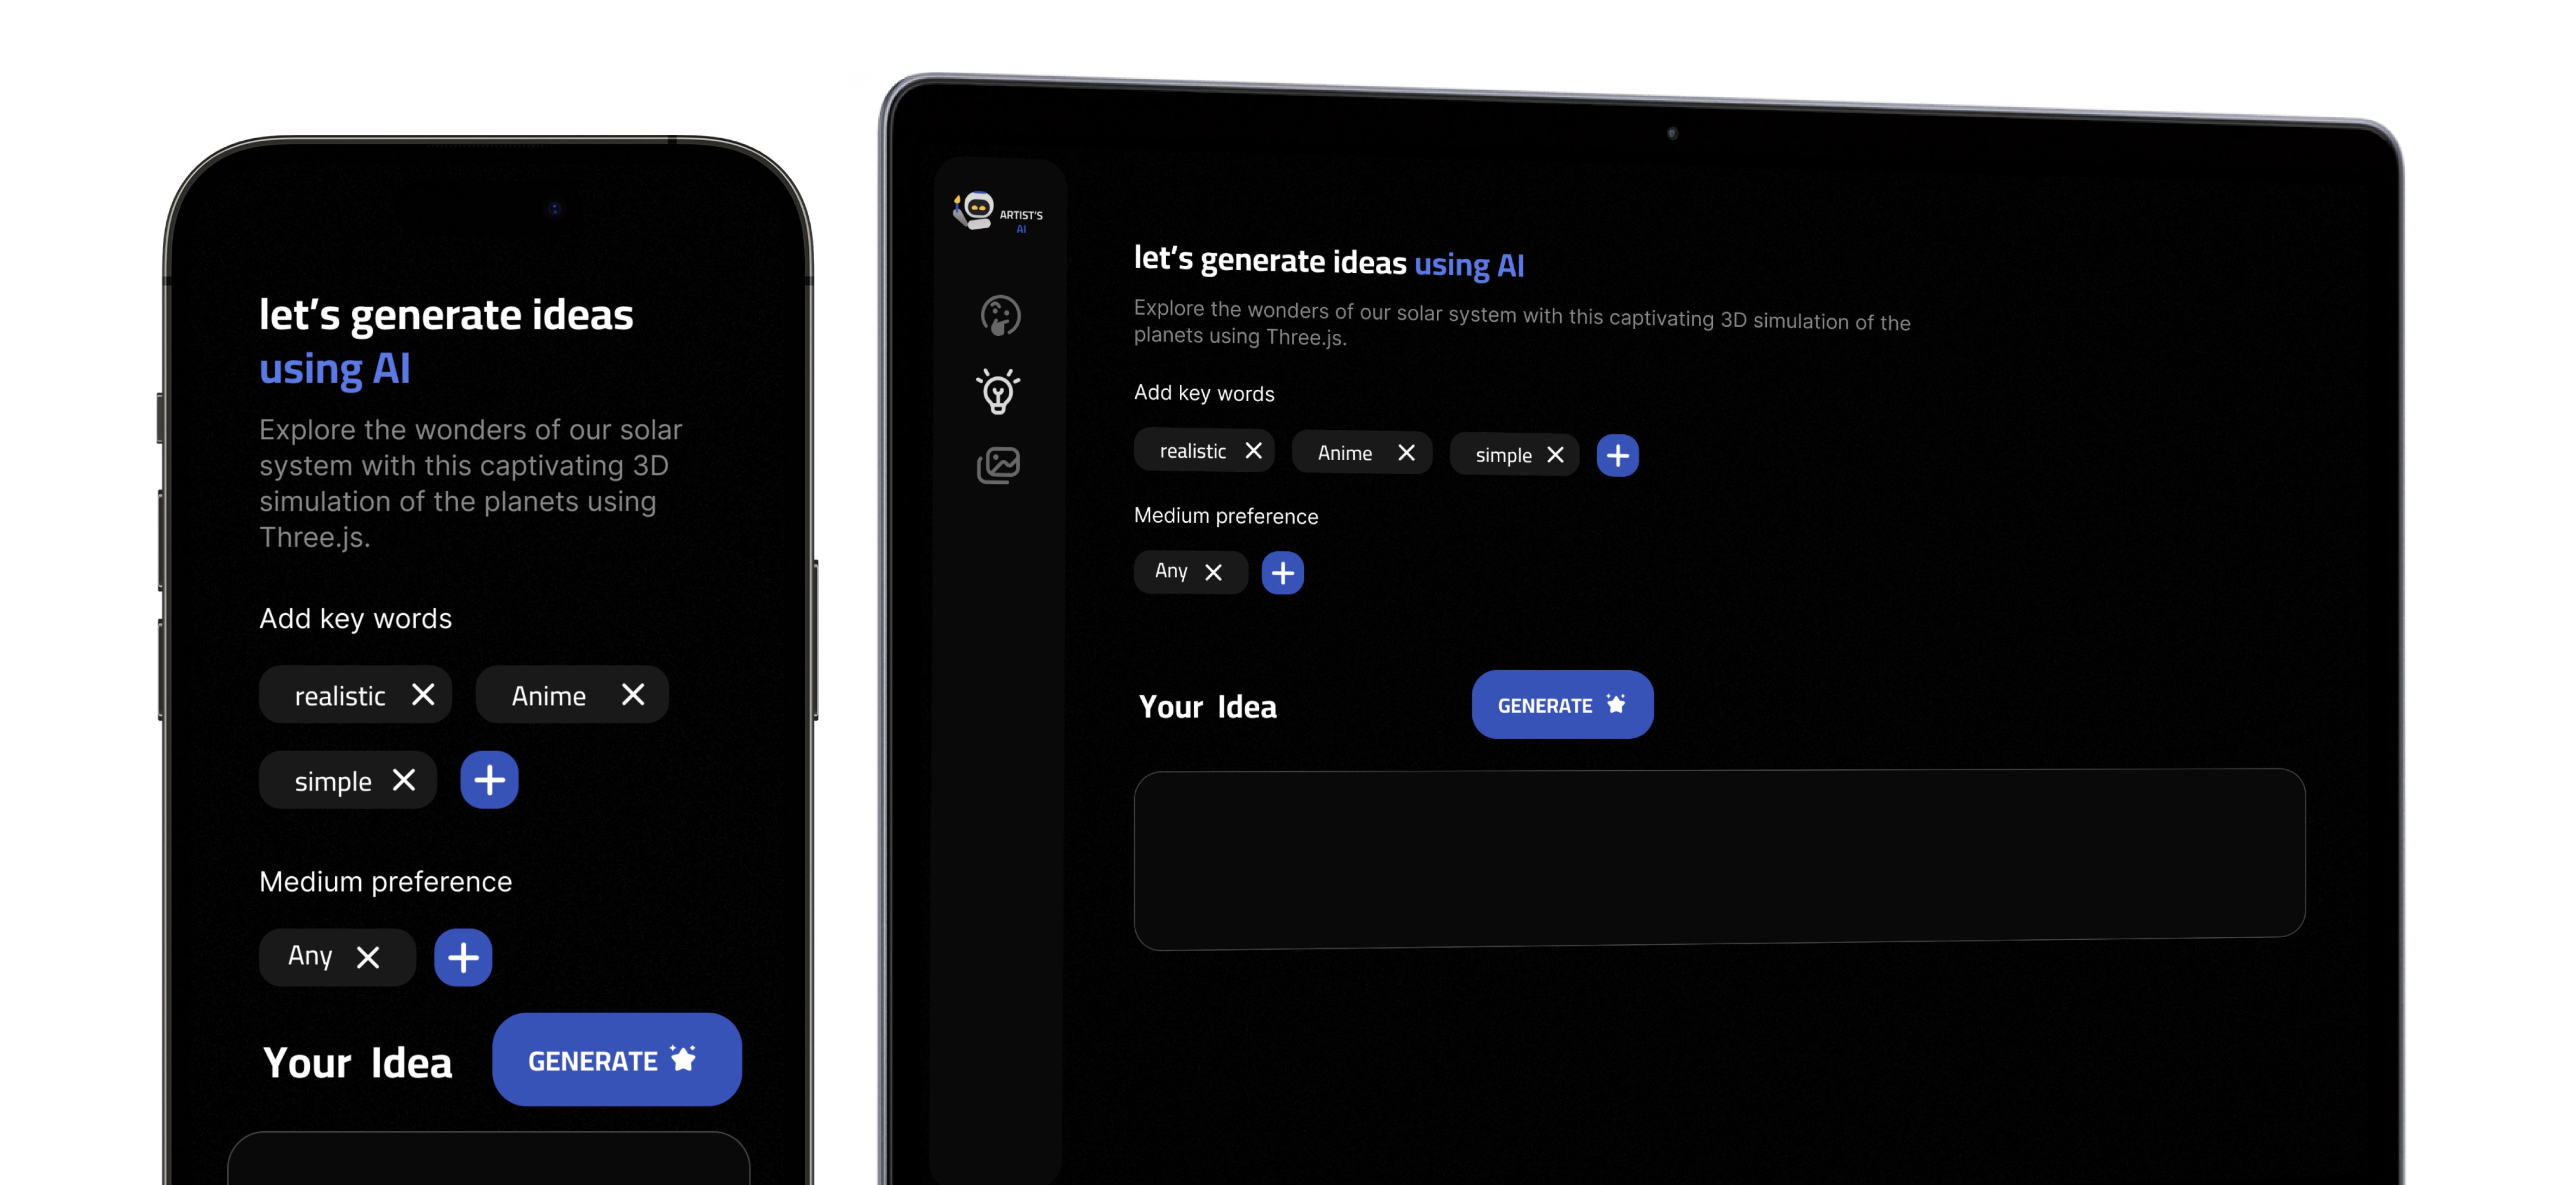 let’s generate ideas
using AI
Explore the wonders of our solar
system with this captivating 3D
simulation of the planets using
Three.js.
Add key words
realistic
Anime
simple
Medium preference
Any
Your Idea
GENERATE
ARTIST'S
AI
let’s generate ideas using AI
Explore the wonders of our solar system with this captivating 3D simulation of the
planets using Three.js.
Add key words
realistic
Anime
simple
Medium preference
Any
Your Idea
GENERATE